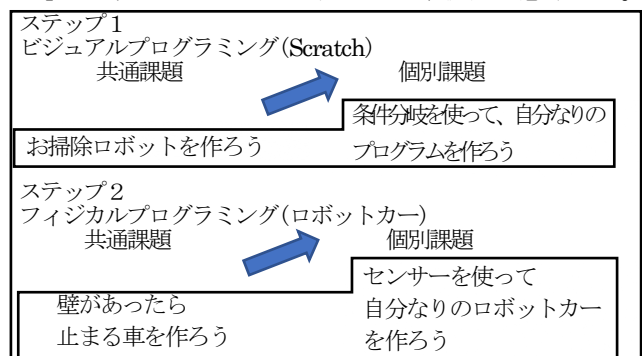 ステップ1
ビジュアルプログラミング(Scratch)
共通課題 個別課題
条件分岐を使って、自分なりの
お掃除ロボットを作ろう プログラムを作ろう
ステップ2
フィジカルプログラミング(ロボットカー)
共通課題 個別課題
センサーを使って
壁があったら 自分なりのロボットカー
止まる車を作ろう を作ろう